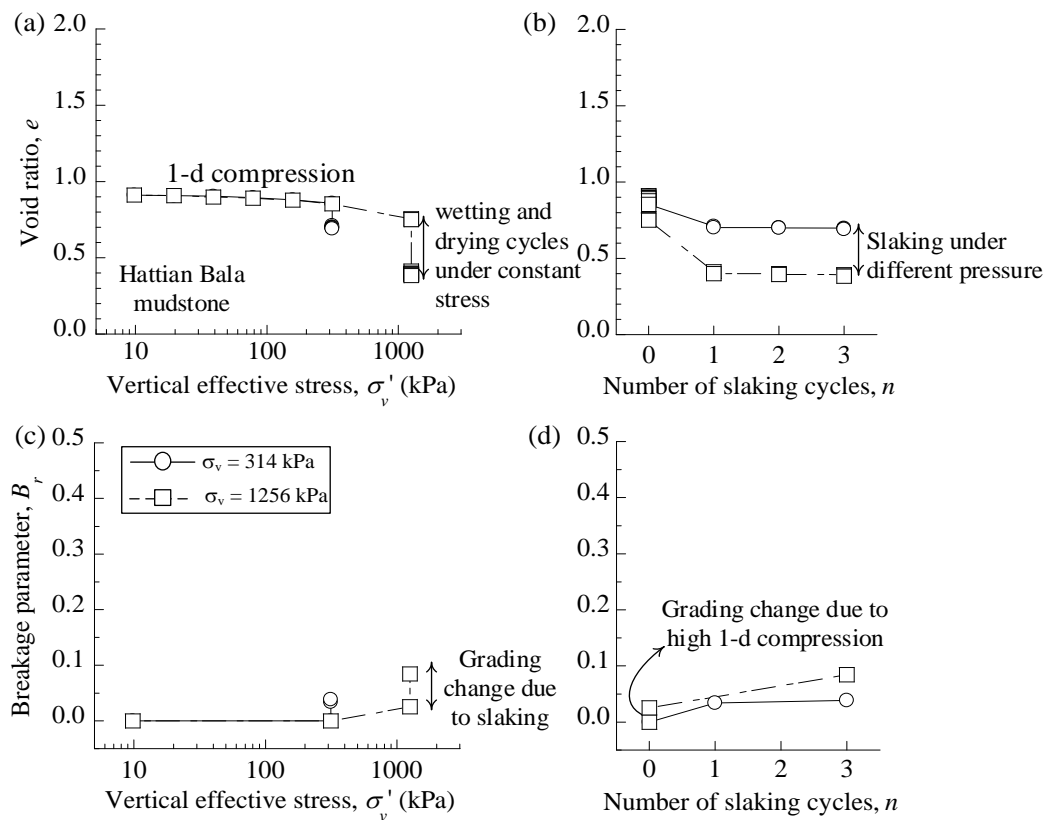 (a)
2.0
1.5
1.0
0.5
0.0
Void ratio, e
1-d compression
wetting and
drying cycles
under constant
stress
Hattian Bala
mudstone
10
100
1000
Vertical effective stress, σv' (kPa)
(b)
2.0
1.5
1.0
0.5
0.0
Slaking under
different pressure
0
1
2
3
Number of slaking cycles, n
(c)
0.5
0.4
0.3
0.2
0.1
0.0
Breakage parameter, Br
σv = 314 kPa
σv = 1256 kPa
Grading
change due
to slaking
10
100
1000
Vertical effective stress, σv' (kPa)
(d)
0.5
0.4
0.3
0.2
0.1
0.0
Grading change due to
high 1-d compression
0
1
2
3
Number of slaking cycles, n